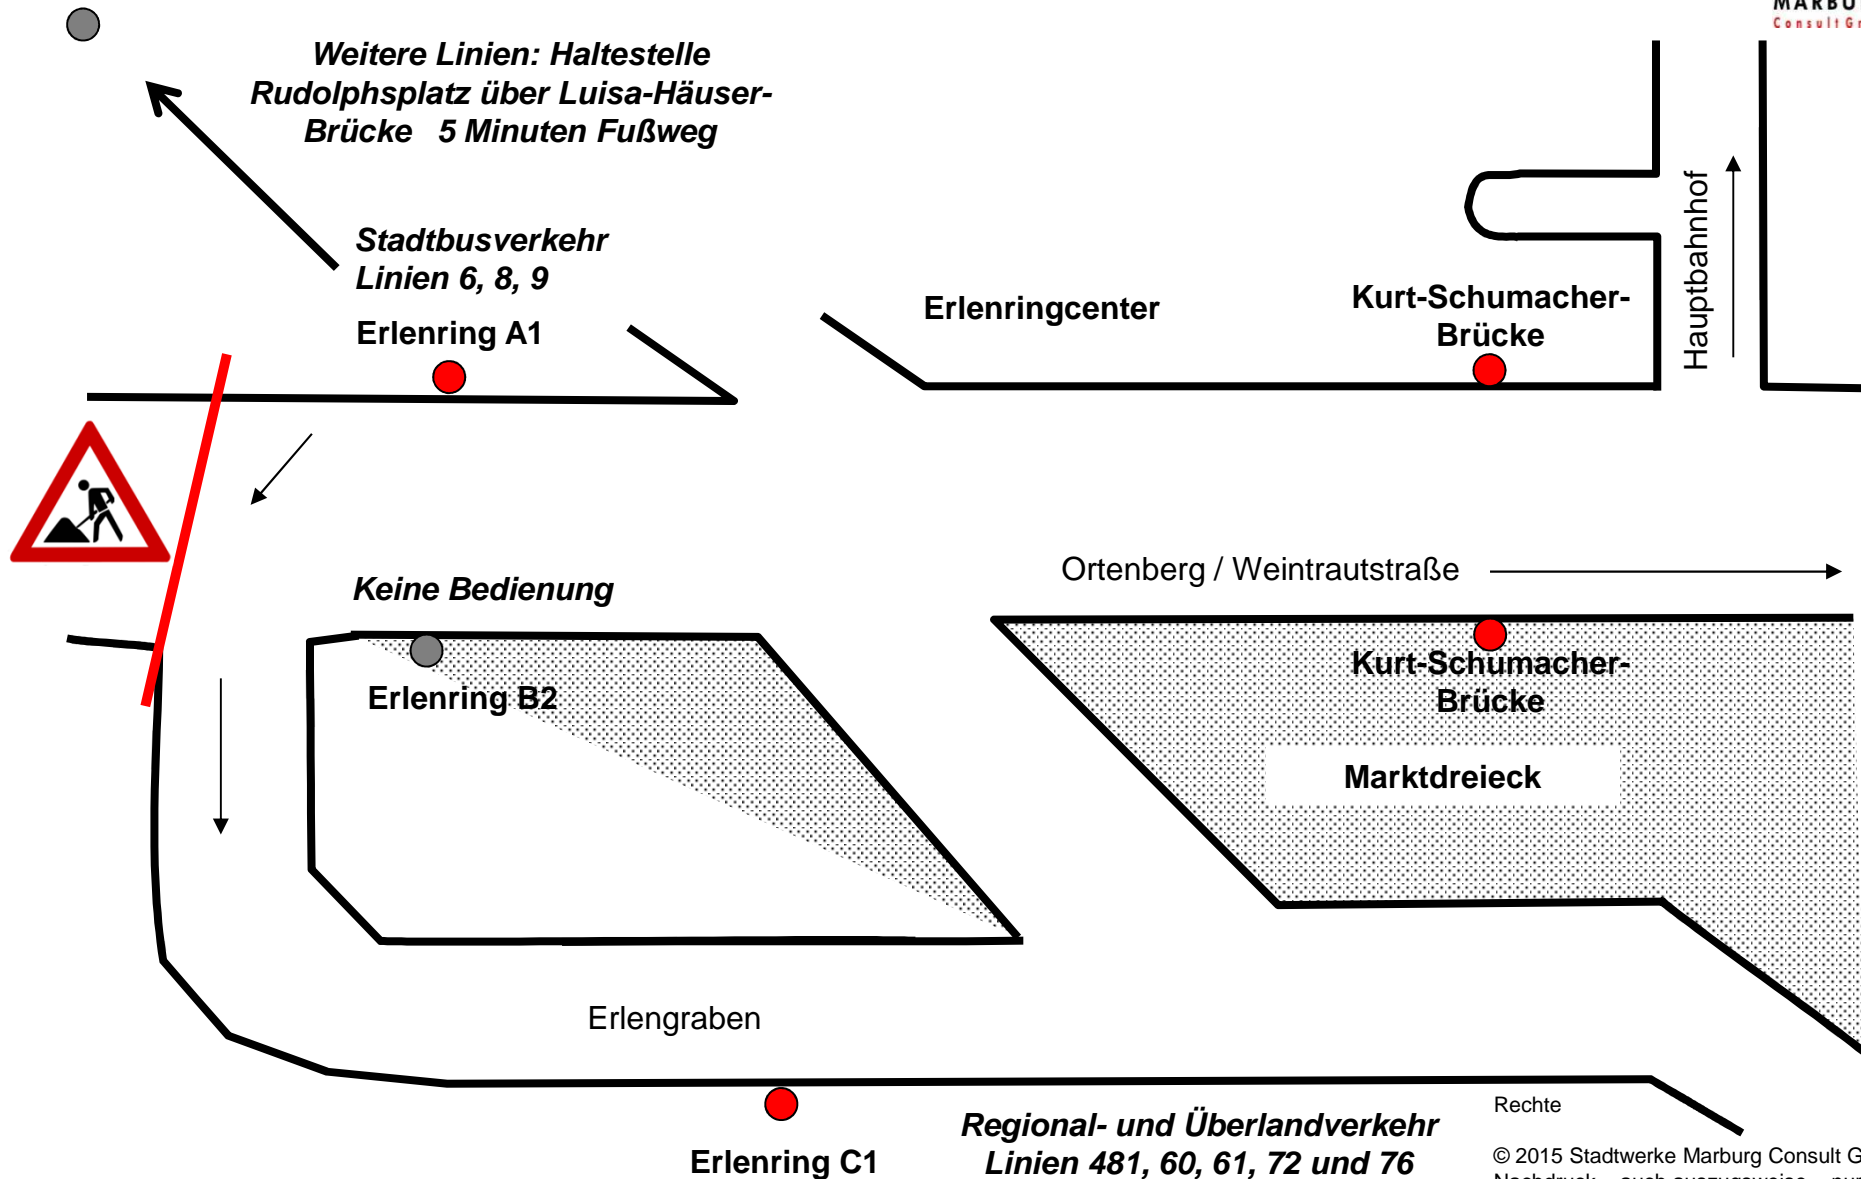 Weitere Linien: Haltestelle
Rudolphsplatz über Luisa-Häuser-
Brücke 5 Minuten Fußweg
Stadtbusverkehr
Linien 6, 8, 9
Erlenring A1
Erlenringcenter
Kurt-Schumacher-
Brücke
Hauptbahnhof
Ortenberg / Weintrautstraße
Keine Bedienung
Erlenring B2
Kurt-Schumacher-
Brücke
Marktdreieck
Erlengraben
Erlenring C1
Regional- und Überlandverkehr
Linien 481, 60, 61, 72 und 76
Rechte
© 2015 Stadtwerke Marburg Consult